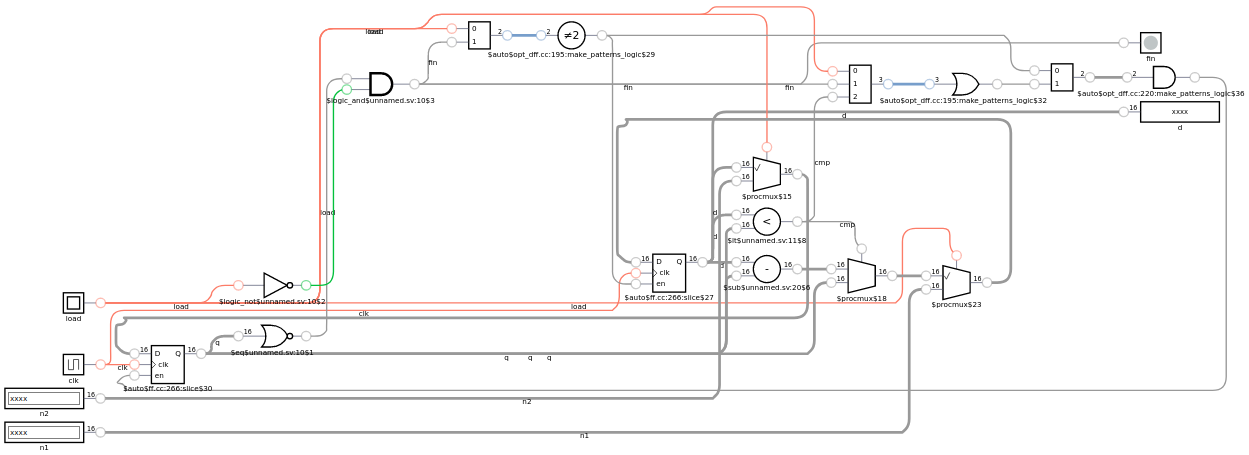 load
0
1
2
2
≠2
$auto$opt_dff.cc:195:make_patterns_logic$29
fin
$logic_and$unnamed.sv:10$3
fin
fin
fin
0
1
2
3
3
$auto$opt_dff.cc:195:make_patterns_logic$32
0
1
2
2
$auto$opt_dff.cc:220:make_patterns_logic$36
16
xxxx
d
d
cmp
16
16
16
$procmux$15
load
d
16
16
<
$lt$unnamed.sv:11$8
cmp
d
16
D
Q
16
clk
en
$auto$ff.cc:266:slice$27
d
16
16
-
16
$sub$unnamed.sv:20$6
16
16
16
$procmux$18
16
16
16
$procmux$23
$logic_not$unnamed.sv:10$2
load
load
load
clk
q
16
$eq$unnamed.sv:10$1
16
D
Q
16
clk
clk
en
$auto$ff.cc:266:slice$30
q
q
q
clk
xxxx
16
n2
n2
xxxx
16
n1
n1